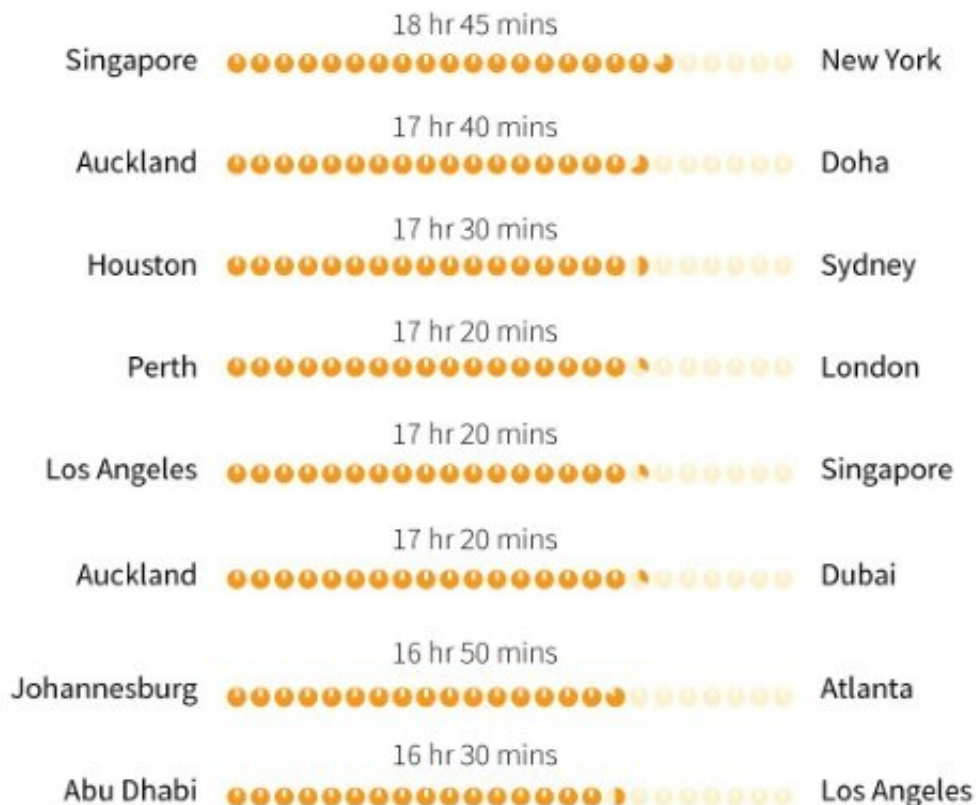 18 hr 45 mins
Singapore New York
17 hr 40 mins
Auckland Doha
17 hr 30 mins
Houston Sydney
17 hr 20 mins
Perth London
17 hr 20 mins
Los Angeles Singapore
17 hr 20 mins
Auckland Dubai
16 hr 50 mins
Johannesburg Atlanta
16 hr 30 mins
Abu Dhabi Los Angeles